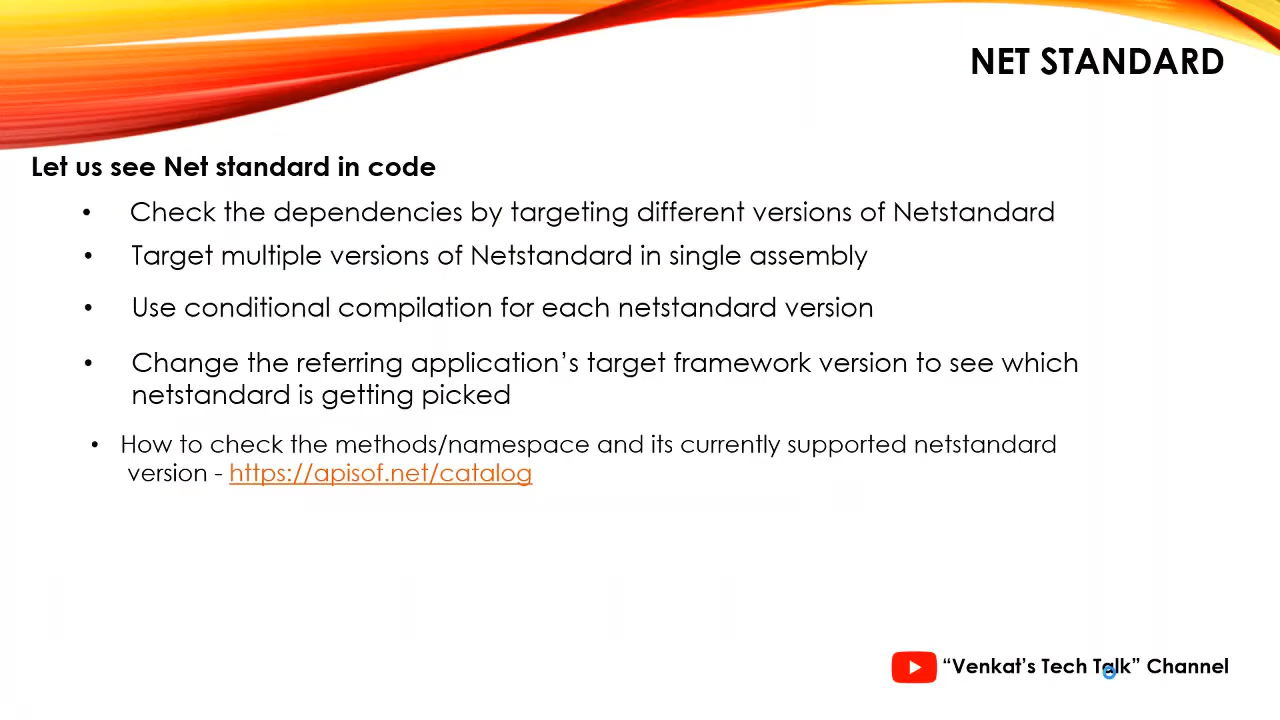 NET STANDARD
Let us see Net standard in code
• Check the dependencies by targeting different versions of Netstandard
• Target multiple versions of Netstandard in single assembly
• Use conditional compilation for each netstandard version
• Change the referring application’s target framework version to see which
netstandard is getting picked
• How to check the methods/namespace and its currently supported netstandard
version - https://apisof.net/catalog
“Venkat’s Tech Talk” Channel